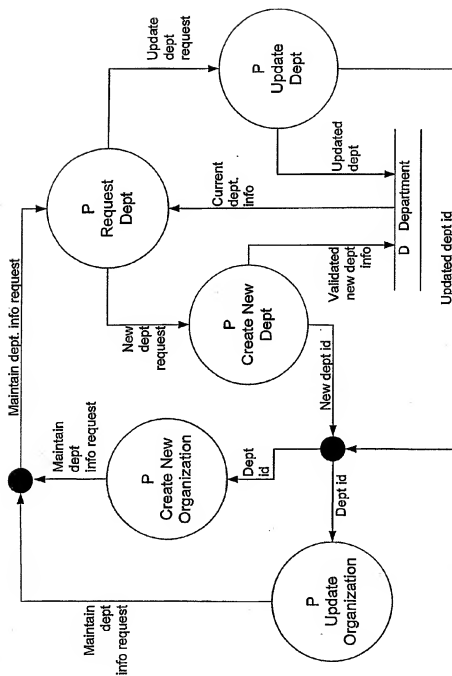 Maintain dept. info request
Maintain
dept
info request
Maintain
dept
info request
P
Request
Dept
Update
dept
request
New
dept
request
Current
dept.
info
P
Update
Dept
Updated
dept
P
Create New
Dept
Validated
new dept
info
D Department
P
Create New
Organization
Dept
id
New dept id
Dept id
P
Update
Organization
Updated dept id